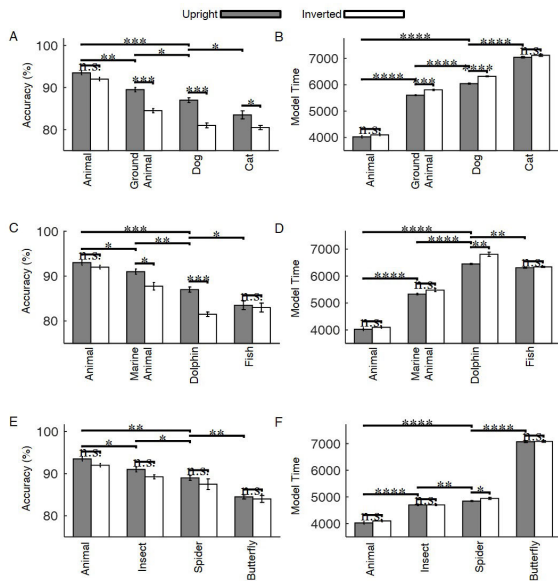 Upright Inverted
A
100
90
80
Accuracy (%)
***
** * *
n.s. *** *** *
Animal Ground Animal Dog Cat
B
7000
6000
5000
4000
Model Time
****
**** **** ****
n.s. *** **** n.s.
Animal Ground Animal Dog Cat
C
100
90
80
Accuracy (%)
***
* ** *
n.s. * *** n.s.
Animal Marine Animal Dolphin Fish
D
7000
6000
5000
4000
Model Time
****
**** **** **
n.s. n.s. ** n.s.
Animal Marine Animal Dolphin Fish
E
100
90
80
Accuracy (%)
**
* * **
n.s. n.s. n.s. n.s.
Animal Insect Spider Butterfly
F
7000
6000
5000
4000
Model Time
****
**** ** ****
n.s. n.s. * n.s.
Animal Insect Spider Butterfly